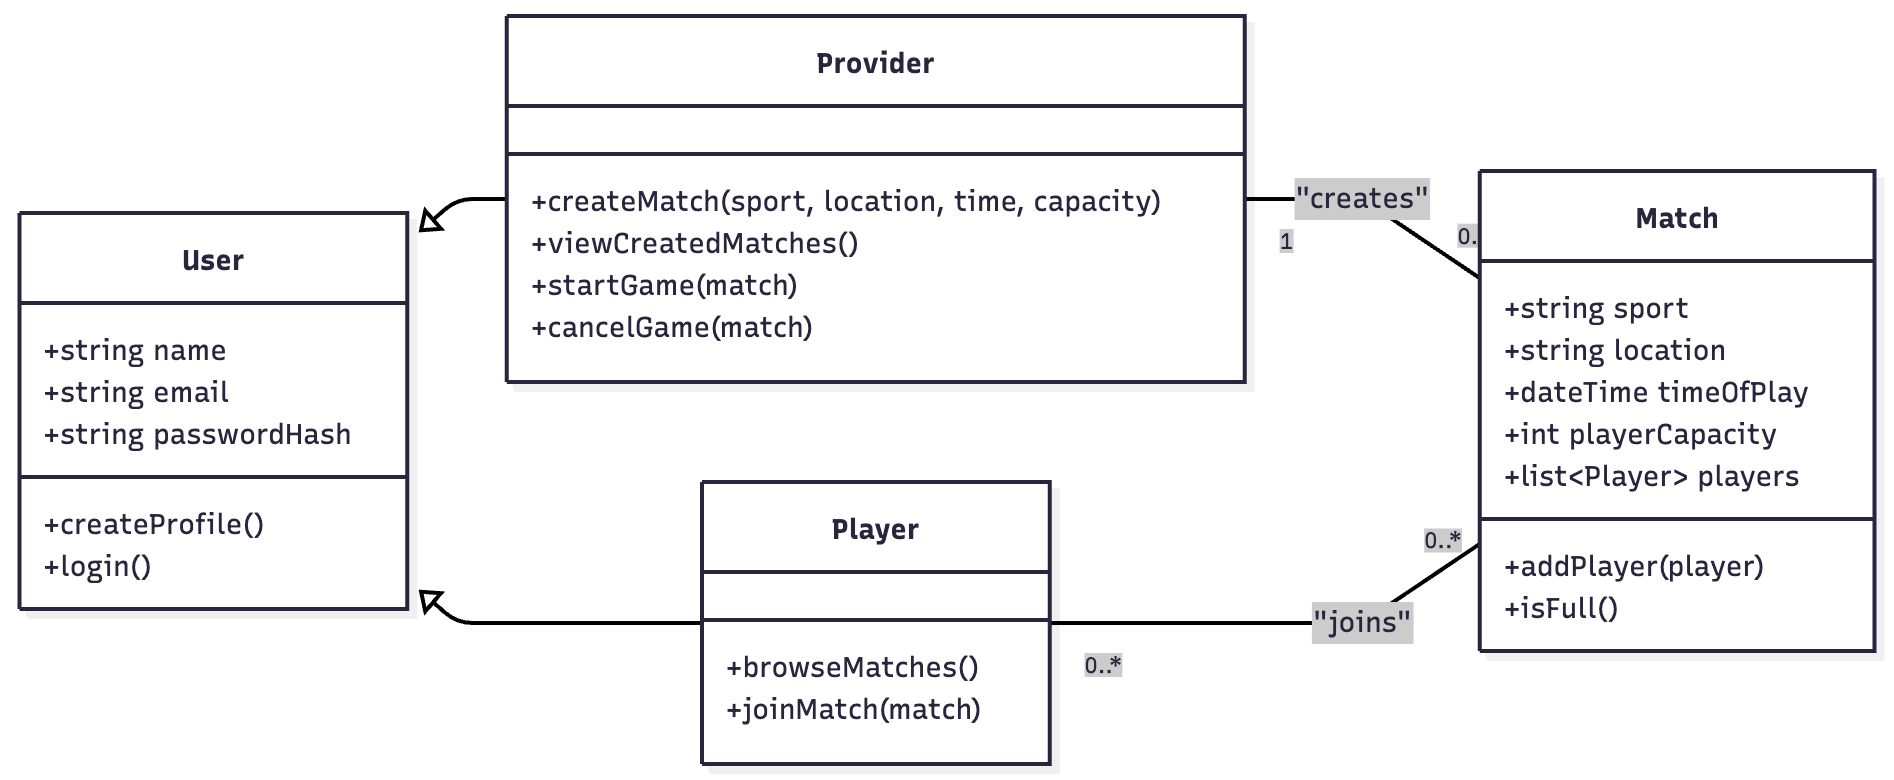 Provider
+createMatch(sport, location, time, capacity)
+viewCreatedMatches()
+startGame(match)
+cancelGame(match)
User
+string name
+string email
+string passwordHash
+createProfile()
+login()
Player
+browseMatches()
+joinMatch(match)
"creates"
1
0.
"joins"
0..*
0..*
Match
+string sport
+string location
+dateTime timeOfPlay
+int playerCapacity
+list<Player> players
+addPlayer(player)
+isFull()